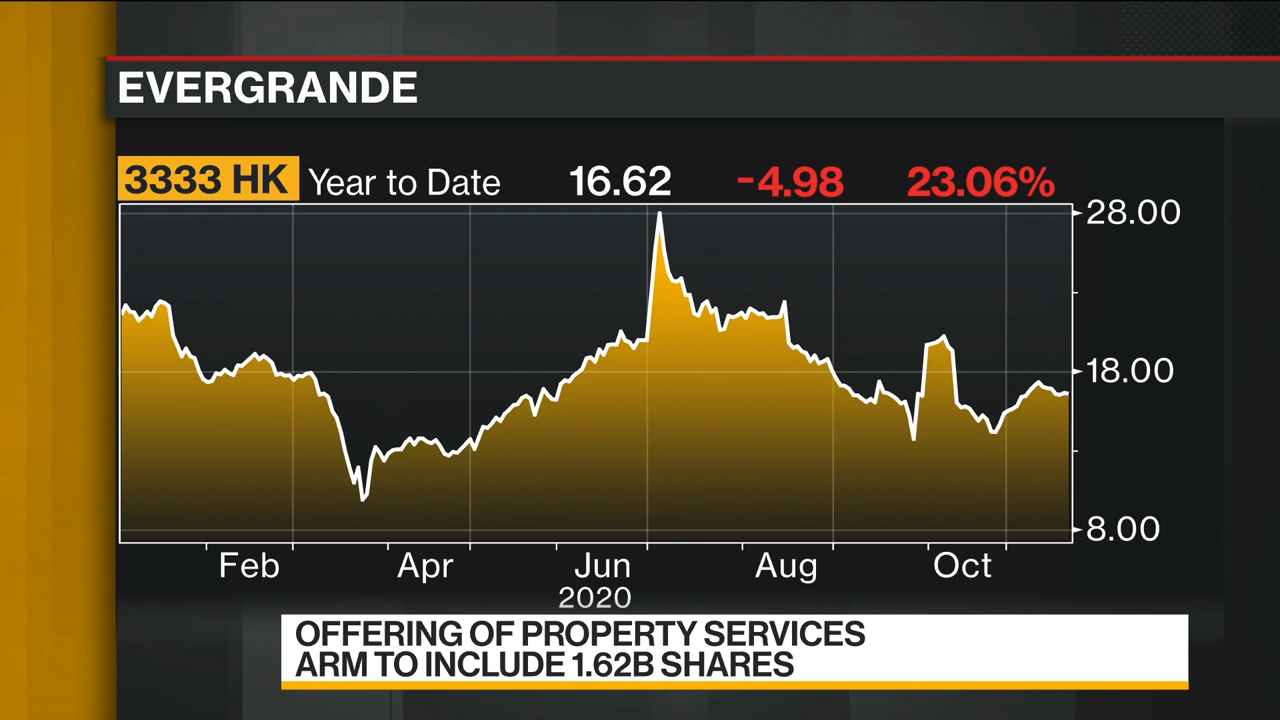 EVERGRANDE
3333 HK Year to Date 16.62 -4.98 23.06%
28.00
18.00
8.00
Feb Apr Jun Aug Oct
2020
OFFERING OF PROPERTY SERVICES
ARM TO INCLUDE 1.62B SHARES